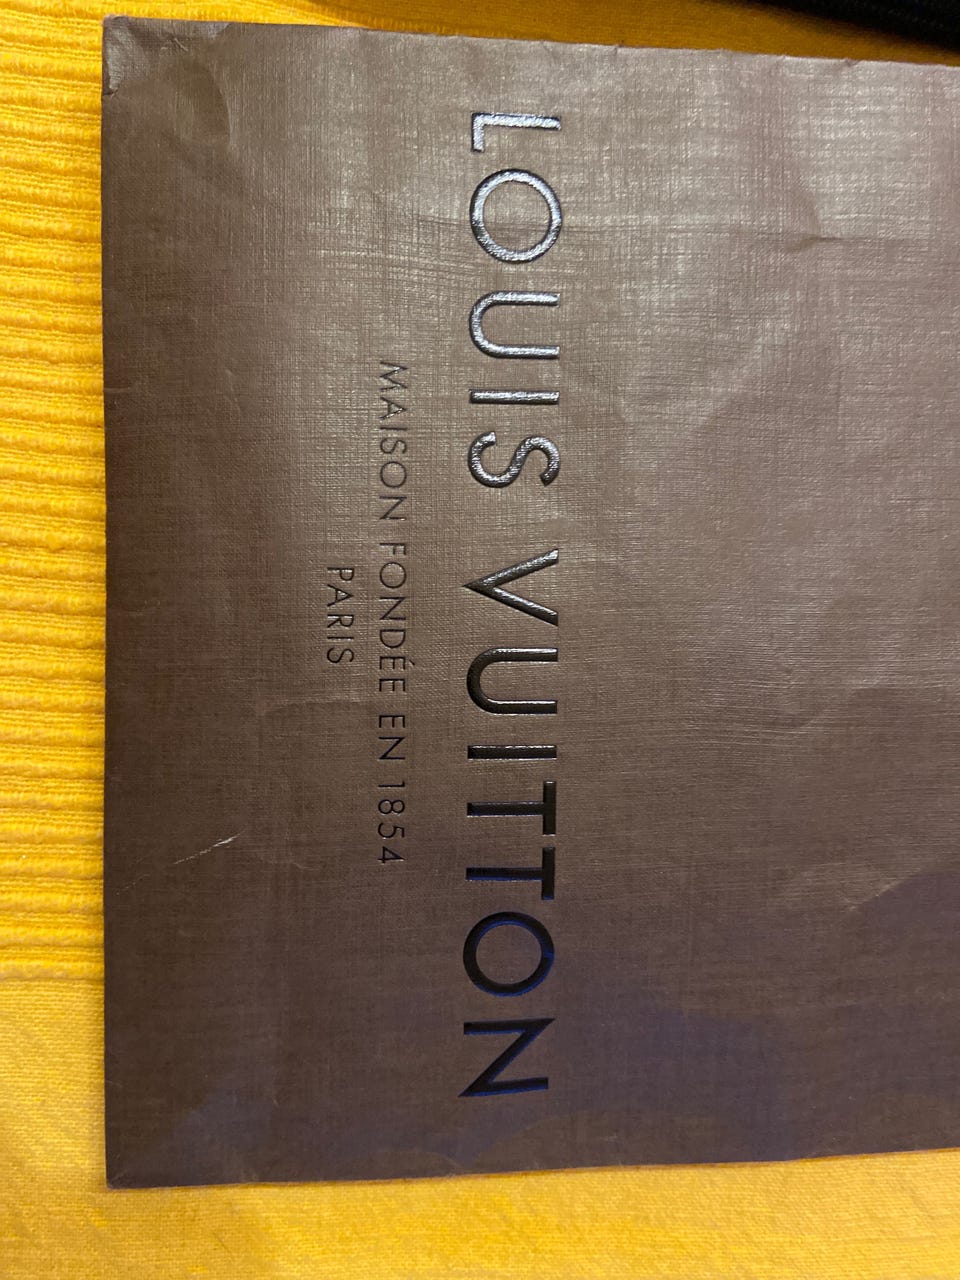 LOUIS VUITTON
MAISON FONDÉE EN 1854
PARIS